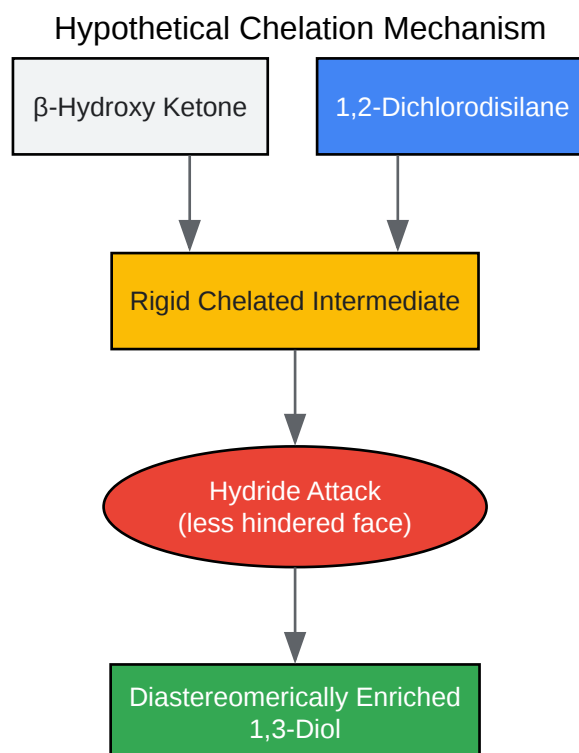 Hypothetical Chelation Mechanism
β-Hydroxy Ketone
1,2-Dichlorodisilane
Rigid Chelated Intermediate
Hydride Attack
(less hindered face)
Diastereomerically Enriched
1,3-Diol